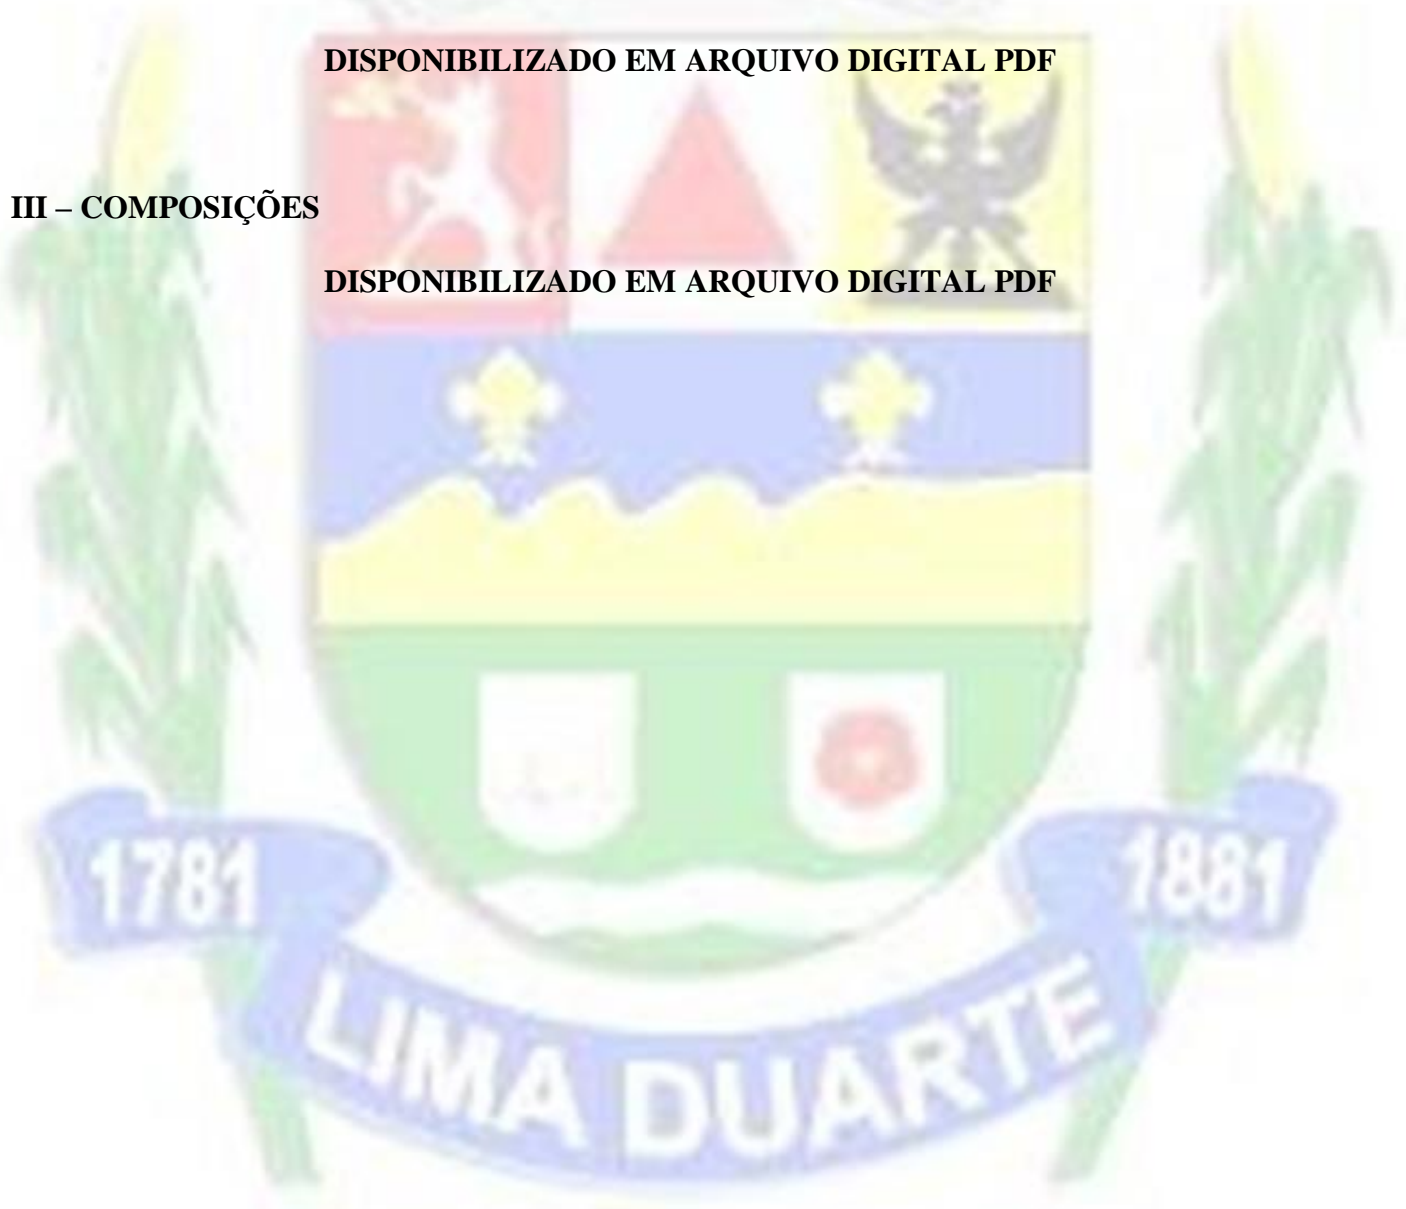 DISPONIBILIZADO EM ARQUIVO DIGITAL PDF
III – COMPOSIÇÕES
DISPONIBILIZADO EM ARQUIVO DIGITAL PDF
1781
1881
LIMA DUARTE